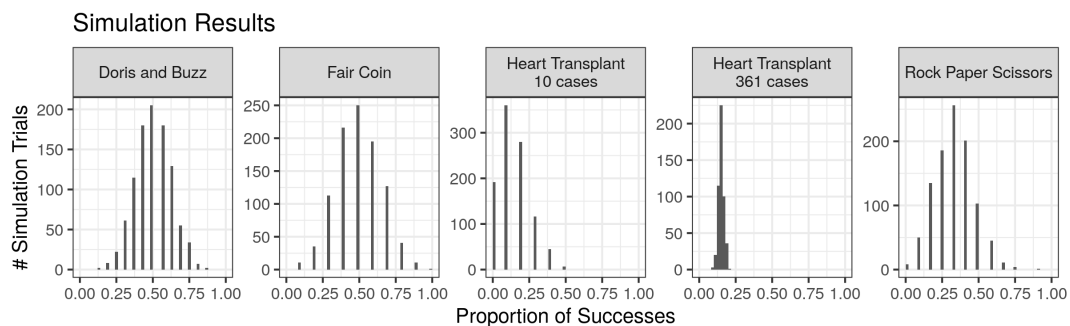 Simulation Results
Doris and Buzz
Fair Coin
Heart Transplant
10 cases
Heart Transplant
361 cases
Rock Paper Scissors
# Simulation Trials
200
150
100
50
0
250
200
150
100
50
0
300
200
100
0
200
150
100
50
0
200
100
0
0.00 0.25 0.50 0.75 1.00
0.00 0.25 0.50 0.75 1.00
0.00 0.25 0.50 0.75 1.00
0.00 0.25 0.50 0.75 1.00
0.00 0.25 0.50 0.75 1.00
Proportion of Successes